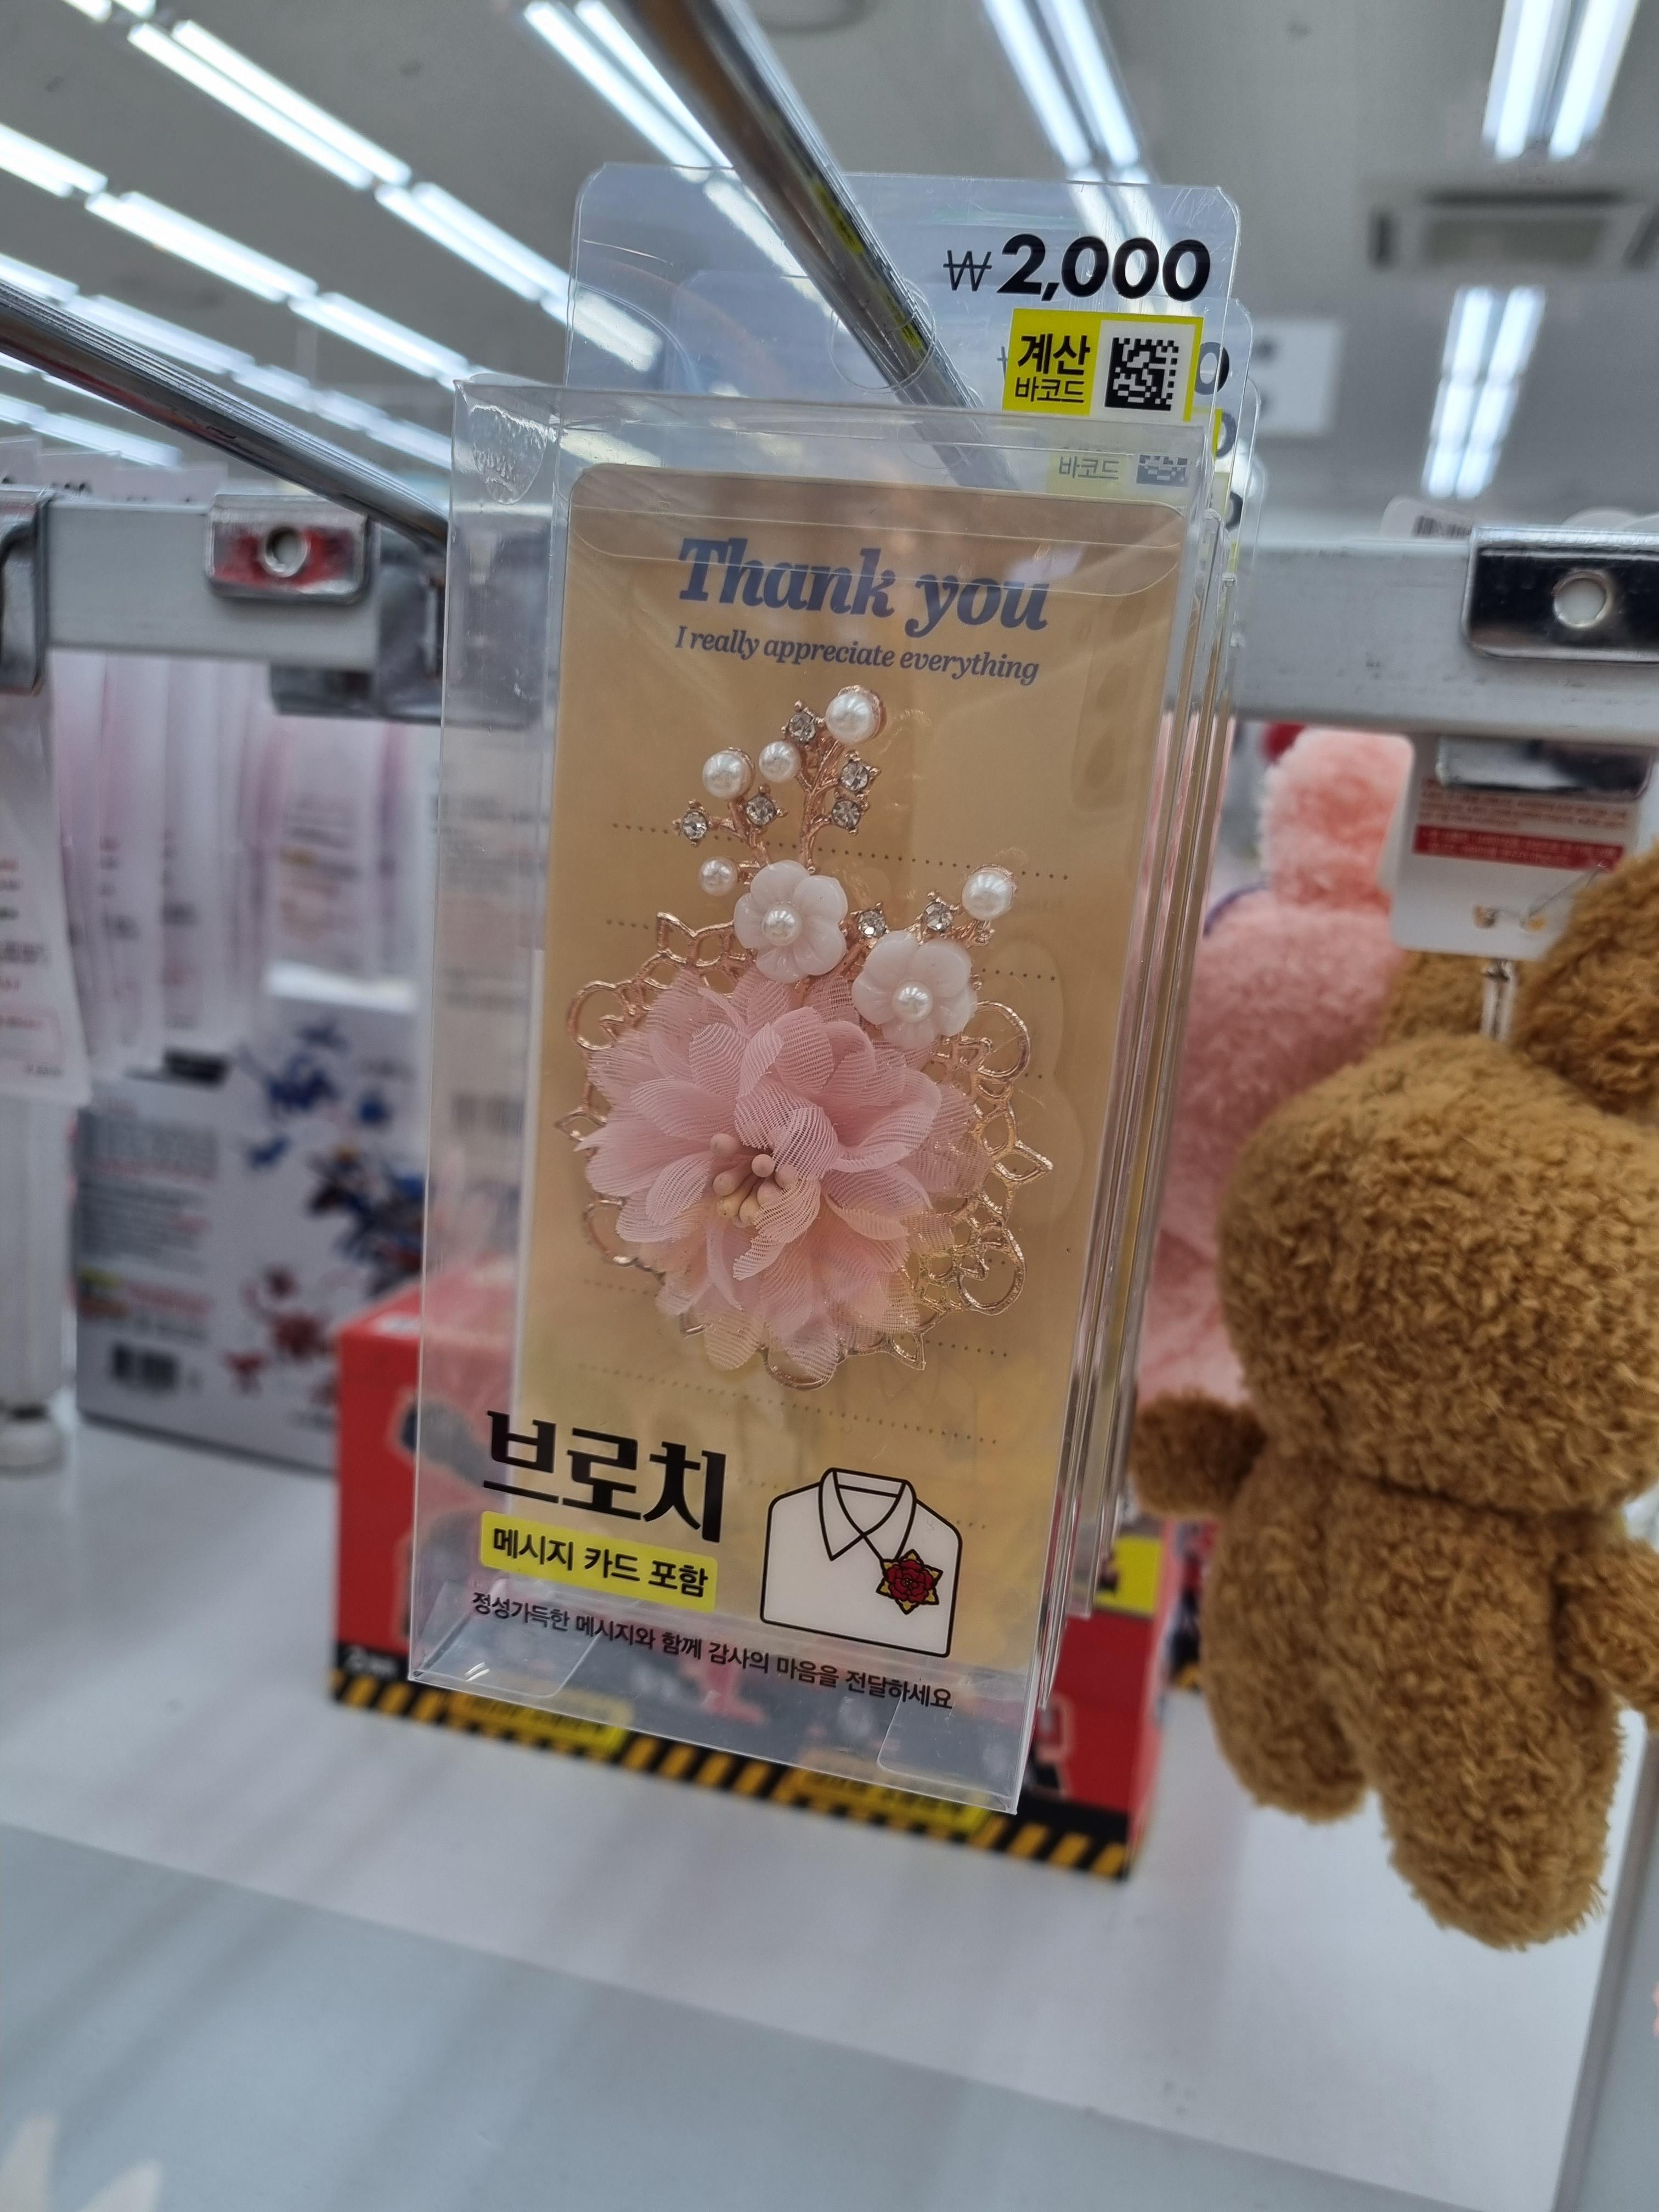 ₩2,000
계산
바코드
바코드
Thank you
I really appreciate everything
브로치
메시지 카드 포함
정성가득한 메시지와 함께 감사의 마음을 전달하세요